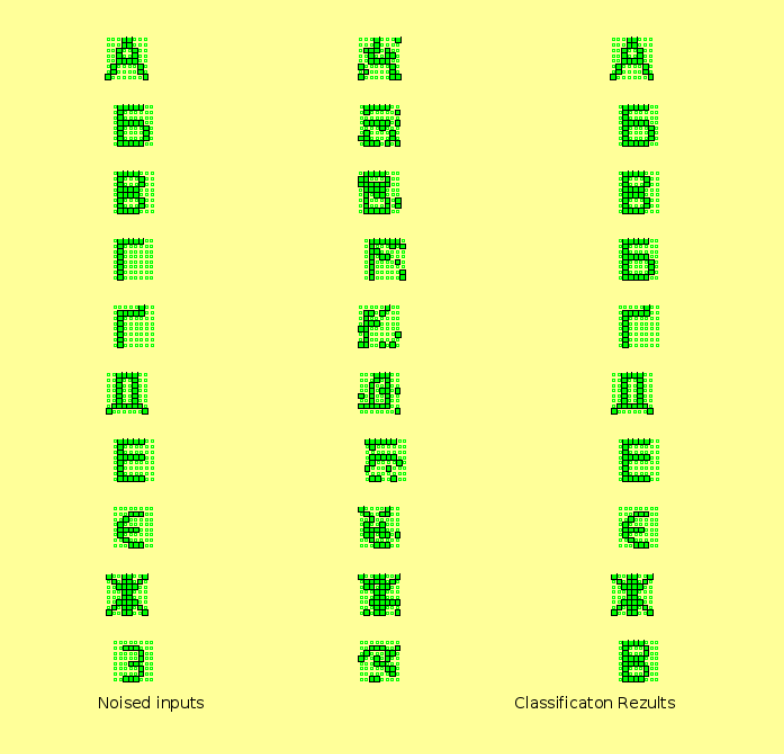 А А
Б Б
В В
Г Б
Ґ Ґ
Д Д
Е Е
Є Є
Ж Ж
З В
Noised inputs Classificaton Rezults